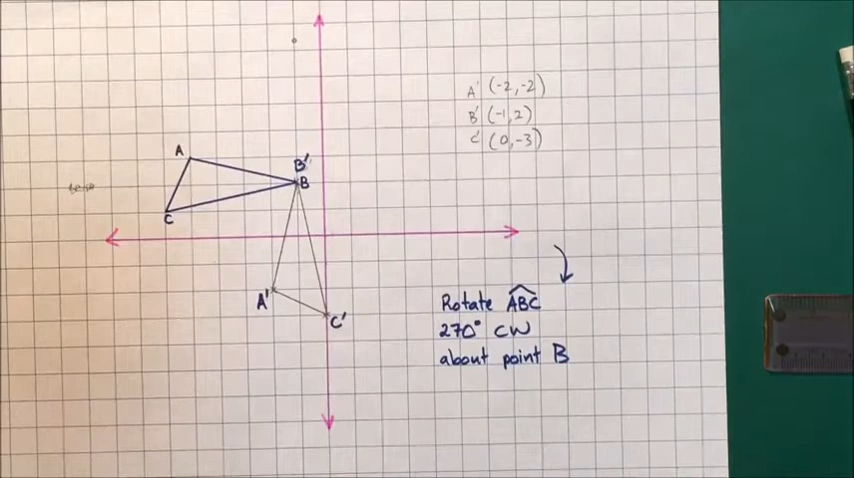 A' (-2,-2)
B' (-1,2)
C' (0,-3)
A
B'
B
C
A'
C'
Rotate ABC
270° CW
about point B